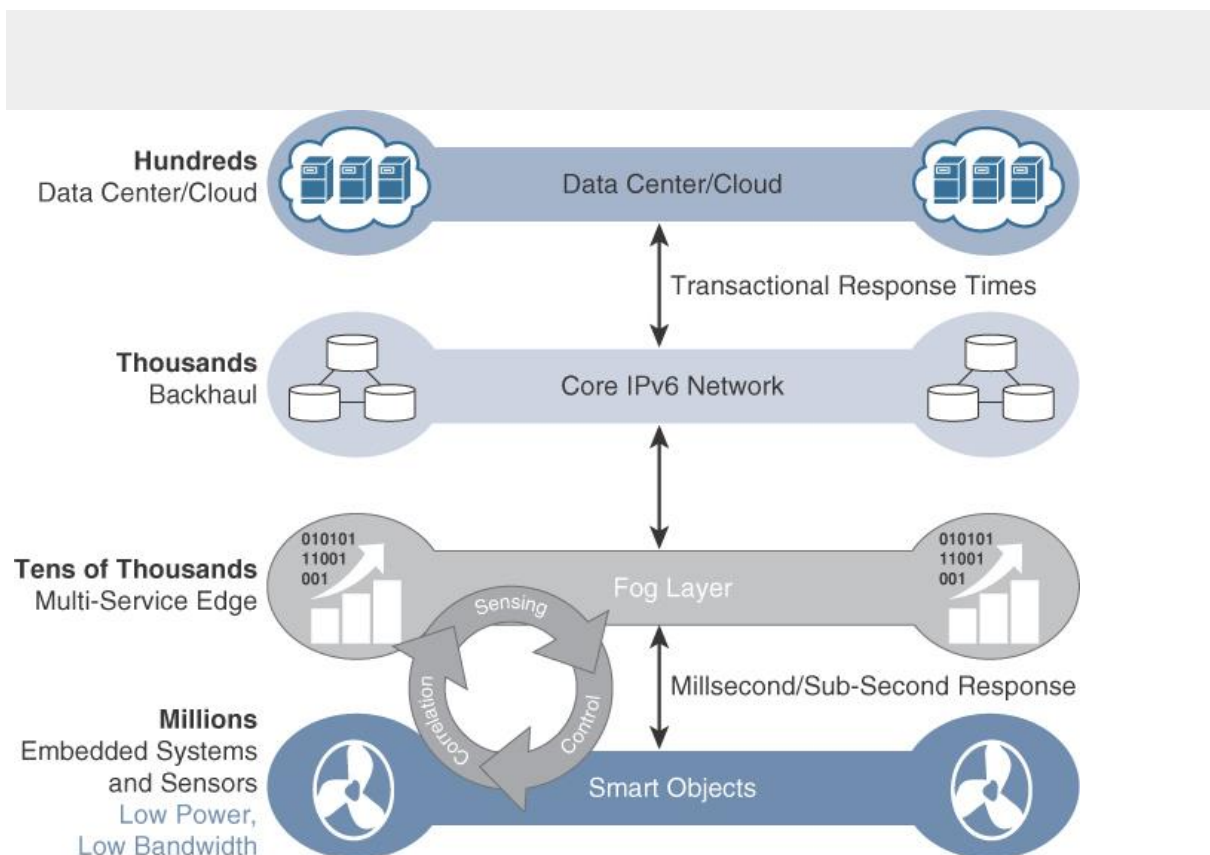 Hundreds
Data Center/Cloud
Data Center/Cloud
Transactional Response Times
Thousands
Backhaul
Core IPv6 Network
010101
11001
001
Tens of Thousands
Multi-Service Edge
Fog Layer
010101
11001
001
Sensing
Control
Correlation
Millsecond/Sub-Second Response
Millions
Embedded Systems
and Sensors
Low Power,
Low Bandwidth
Smart Objects